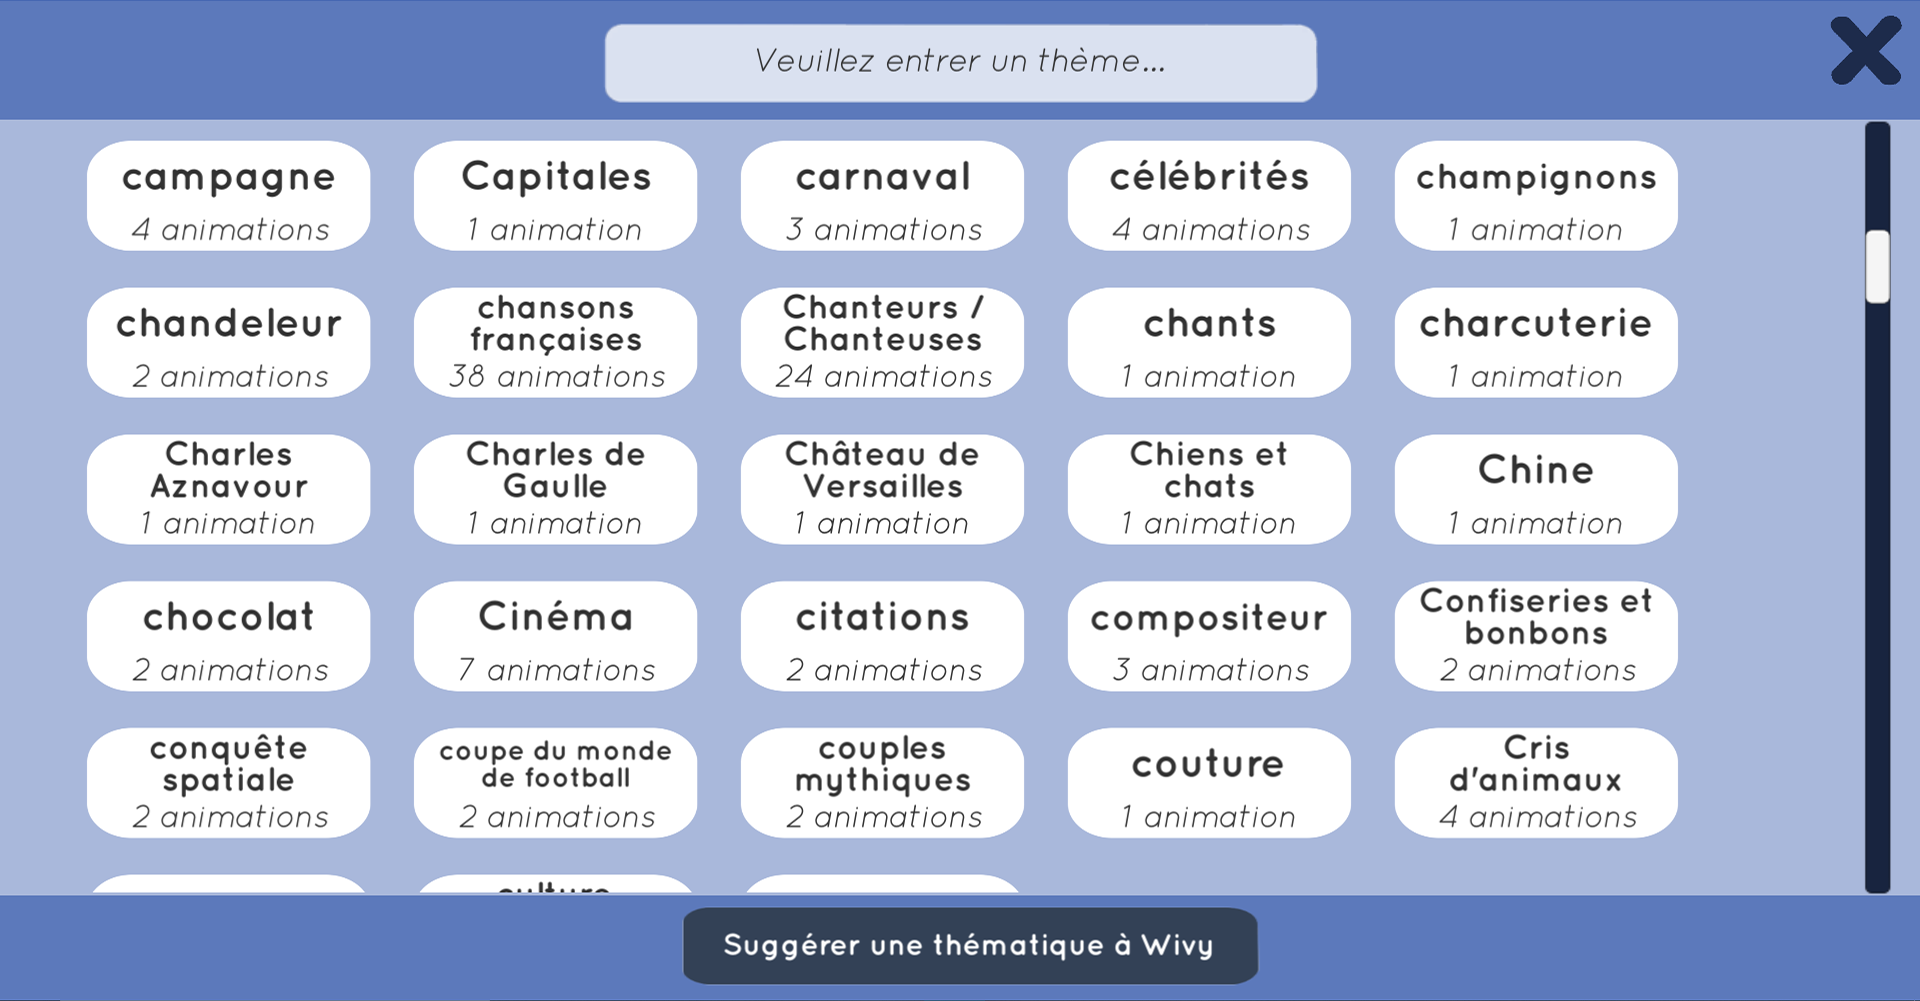 Veuillez entrer un thème...
campagne
4 animations
Capitales
1 animation
carnaval
3 animations
célébrités
4 animations
champignons
1 animation
chandeleur
2 animations
chansons
françaises
38 animations
Chanteurs /
Chanteuses
24 animations
chants
1 animation
charcuterie
1 animation
Charles
Aznavour
1 animation
Charles de
Gaulle
1 animation
Château de
Versailles
1 animation
Chiens et
chats
1 animation
Chine
1 animation
chocolat
2 animations
Cinéma
7 animations
citations
2 animations
compositeur
3 animations
Confiseries et
bonbons
2 animations
conquête
spatiale
2 animations
coupe du monde
de football
2 animations
couples
mythiques
2 animations
couture
1 animation
Cris
d'animaux
4 animations
culture
Suggérer une thématique à Wivy